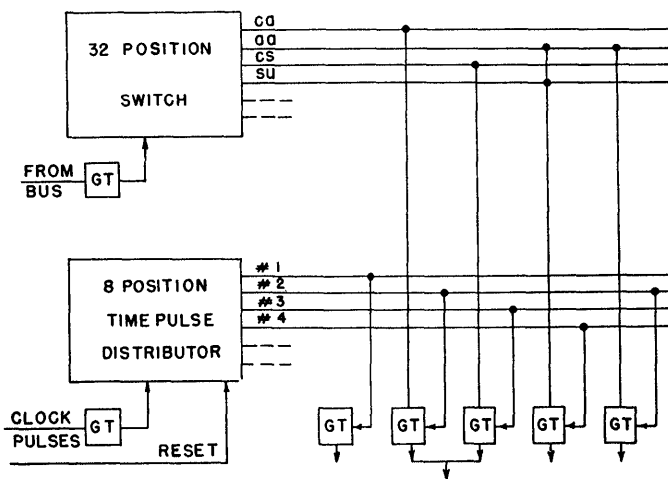 32 POSITION
SWITCH
ca
aa
cs
su
FROM
BUS
GT
8 POSITION
TIME PULSE
DISTRIBUTOR
#1
#2
#3
#4
CLOCK
PULSES
GT
RESET
GT
GT
GT
GT
GT